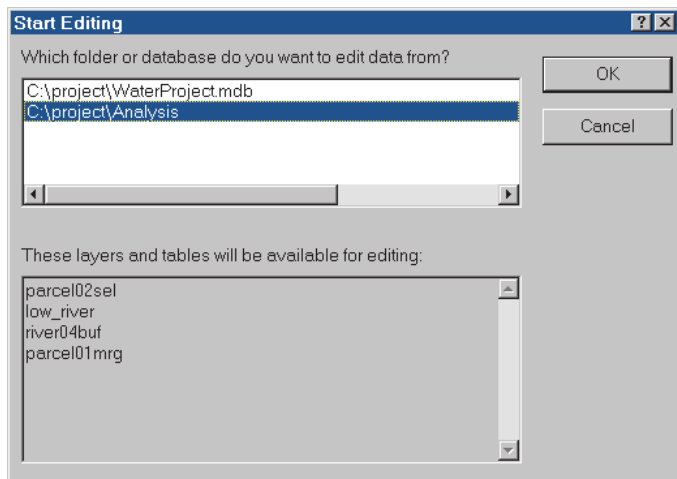 Start Editing
Which folder or database do you want to edit data from?
OK
C:\project\WaterProject.mdb
C:\project\Analysis
Cancel
These layers and tables will be available for editing:
parcel02sel
low_river
river04buf
parcel01mrg